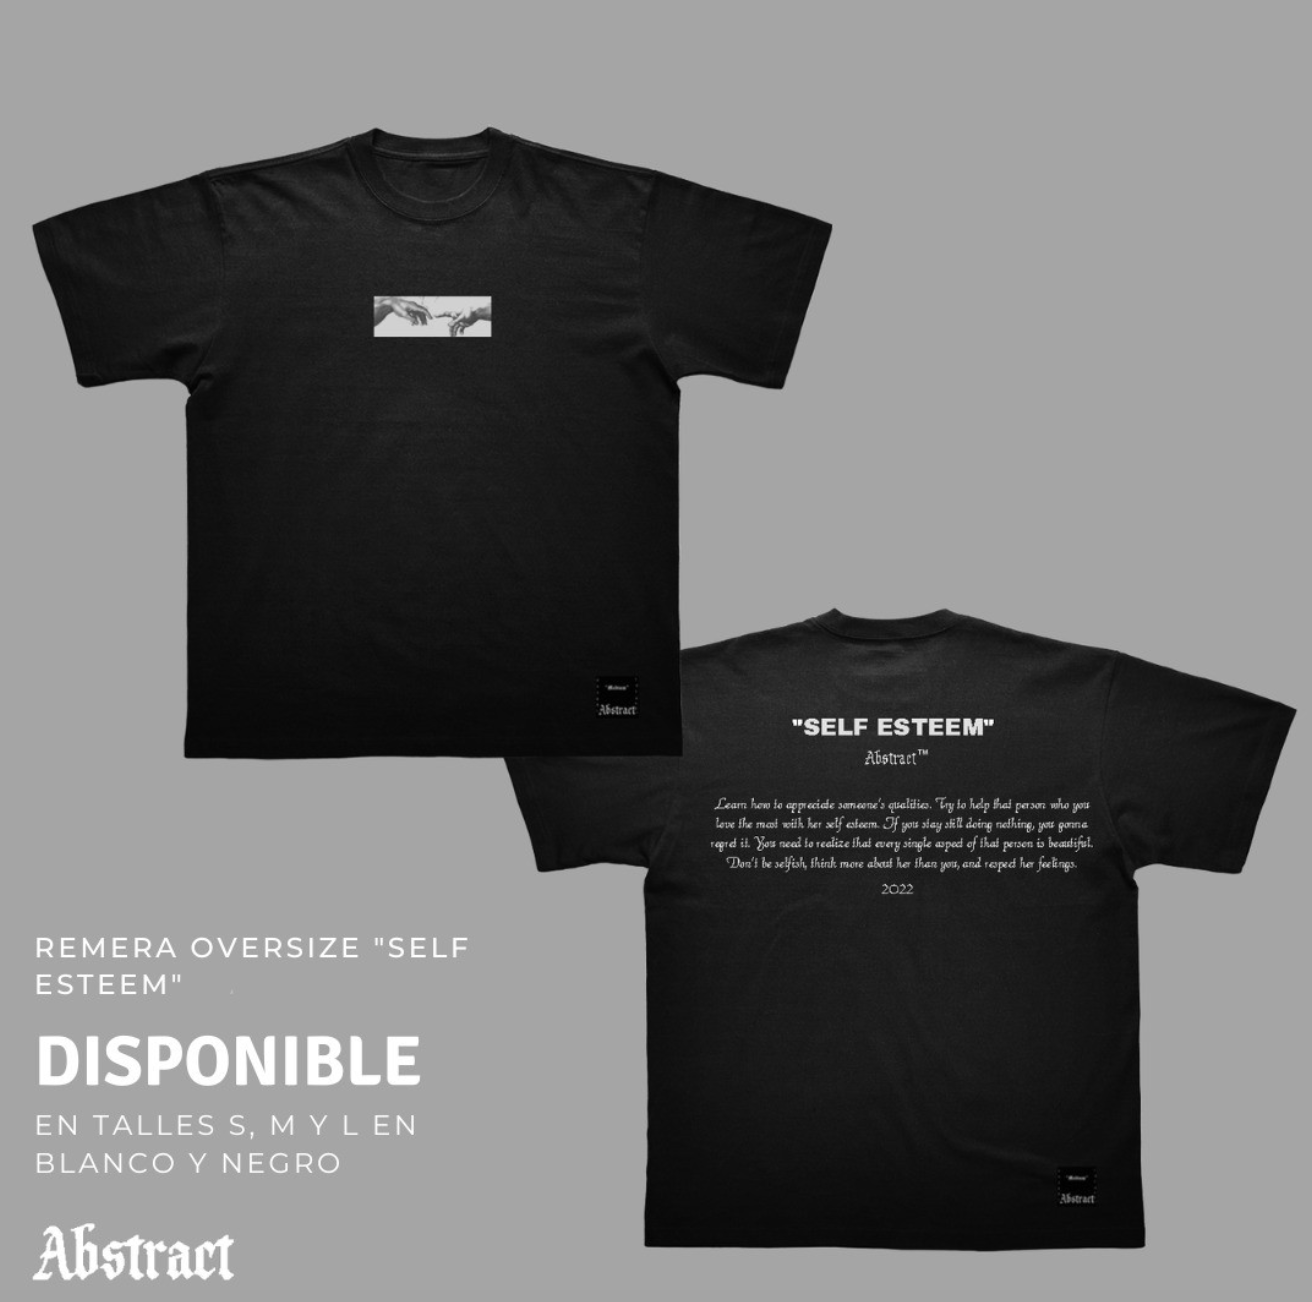 Abstract
"SELF ESTEEM"
Abstract™
Learn how to appreciate someone's qualities. Try to help that person who you
love the most with her self esteem. If you stay still doing nothing, you gonna
regret it. You need to realize that every single aspect of that person is beautiful.
Don't be selfish, think more about her than you, and respect her feelings.
2022
Abstract
REMERA OVERSIZE "SELF
ESTEEM"
DISPONIBLE
EN TALLES S, M Y L EN
BLANCO Y NEGRO
Abstract